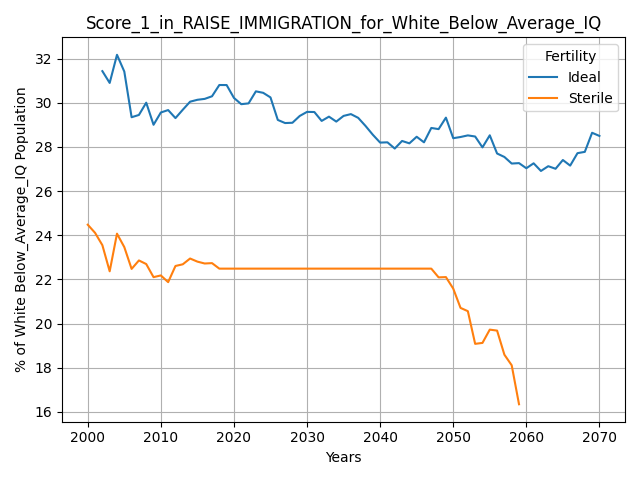 Score_1_in_RAISE_IMMIGRATION_for_White_Below_Average_IQ
Fertility
Ideal
Sterile
% of White Below_Average_IQ Population
32
30
28
26
24
22
20
18
16
2000 2010 2020 2030 2040 2050 2060 2070
Years